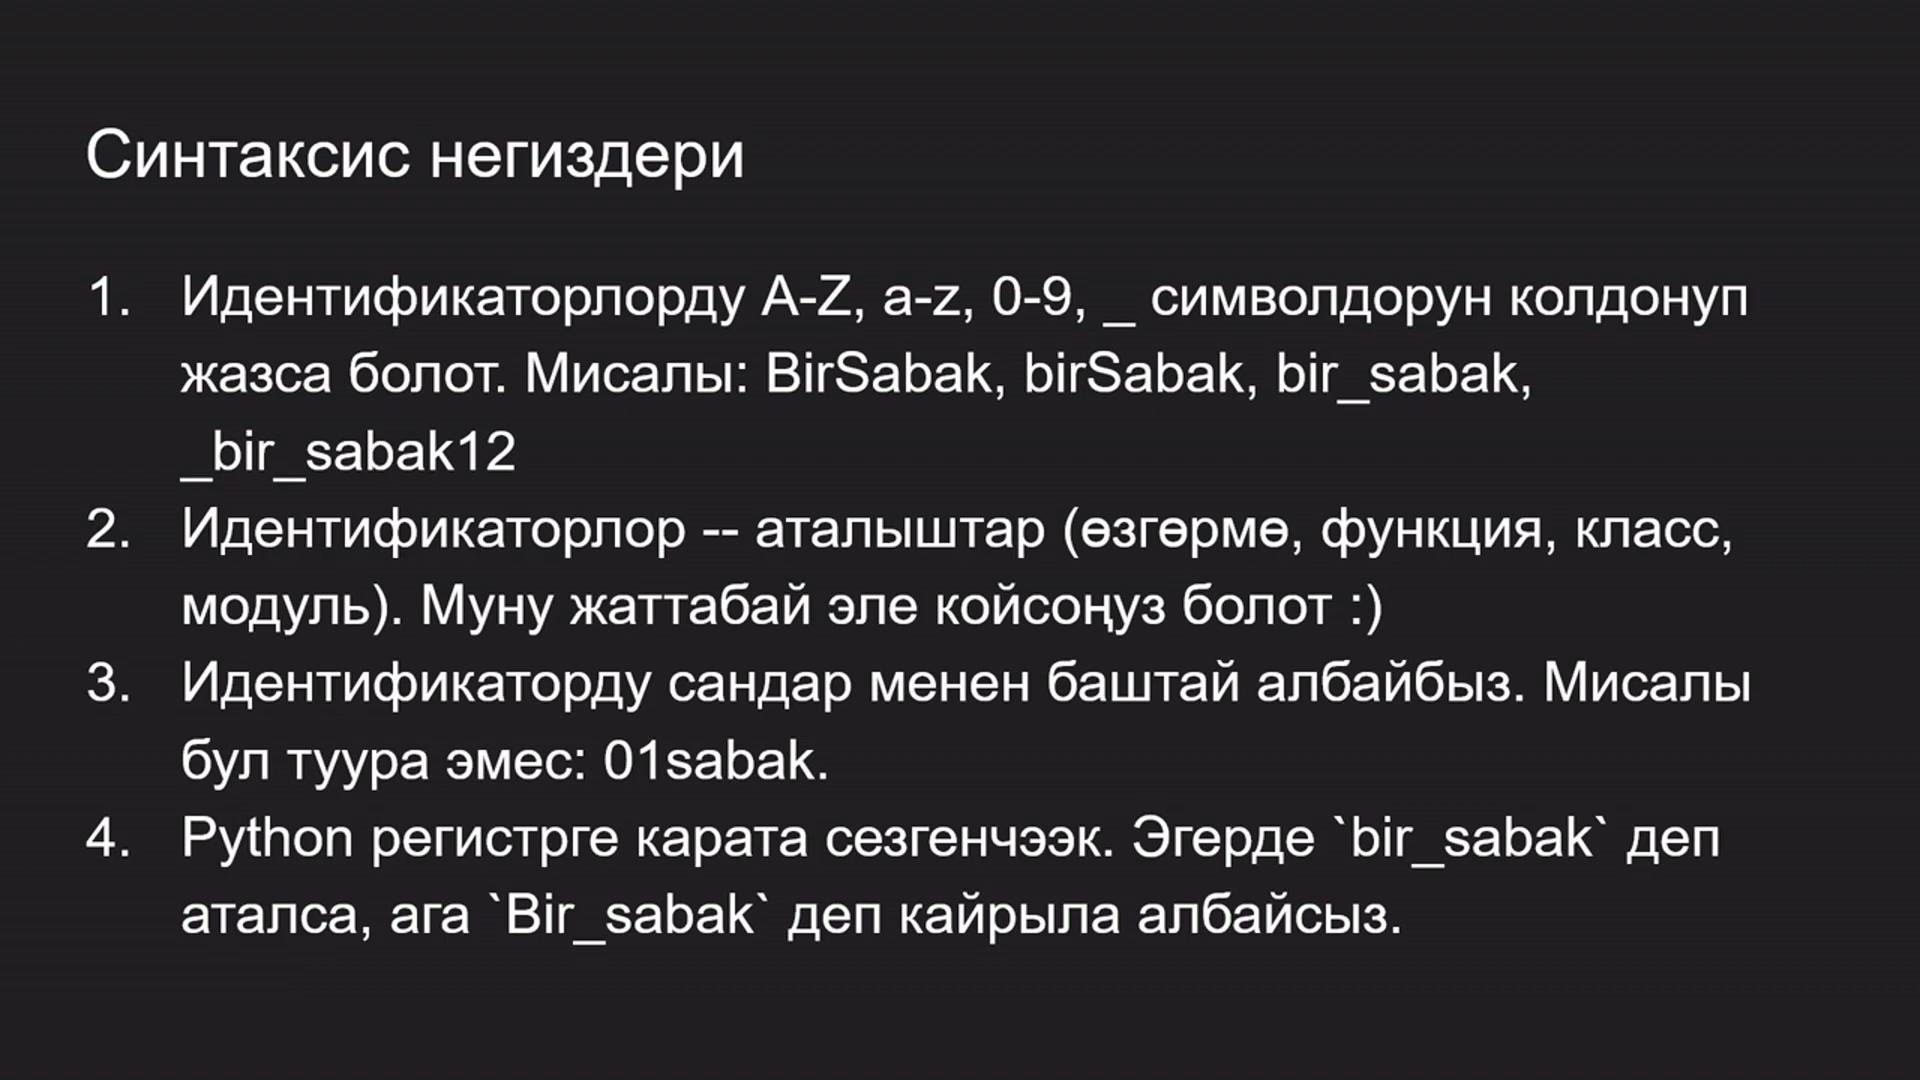 Синтаксис негиздери
1. Идентификаторлорду A-Z, a-z, 0-9, _ символдорун колдонуп
жазса болот. Мисалы: BirSabak, birSabak, bir_sabak,
_bir_sabak12
2. Идентификаторлор -- аталыштар (өзгөрмө, функция, класс,
модуль). Муну жаттабай эле койсоңуз болот :)
3. Идентификаторду сандар менен баштай албайбыз. Мисалы
бул туура эмес: 01sabak.
4. Python регистрге карата сезгенчээк. Эгерде `bir_sabak` деп
аталса, ага `Bir_sabak` деп кайрыла албайсыз.